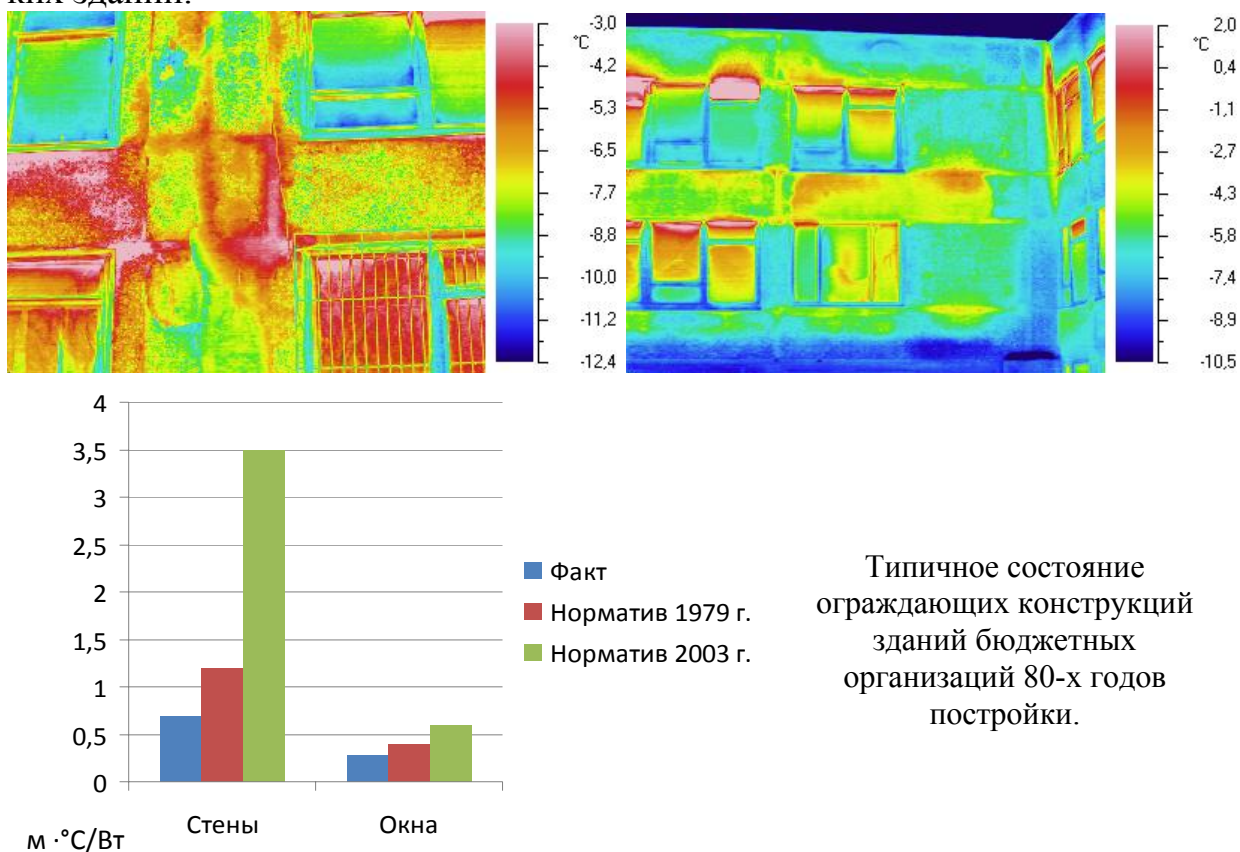 ких зданий.
-3,0
°C
-4,2
-5,3
-6,5
-7,7
-8,8
-10,0
-11,2
-12,4
2,0
°C
0,4
-1,1
-2,7
-4,3
-5,8
-7,4
-8,9
-10,5
4
3,5
3
2,5
2
1,5
1
0,5
0
м ·°C/Вт
Стены
Окна
Факт
Норматив 1979 г.
Норматив 2003 г.
Типичное состояние
ограждающих конструкций
зданий бюджетных
организаций 80-х годов
постройки.